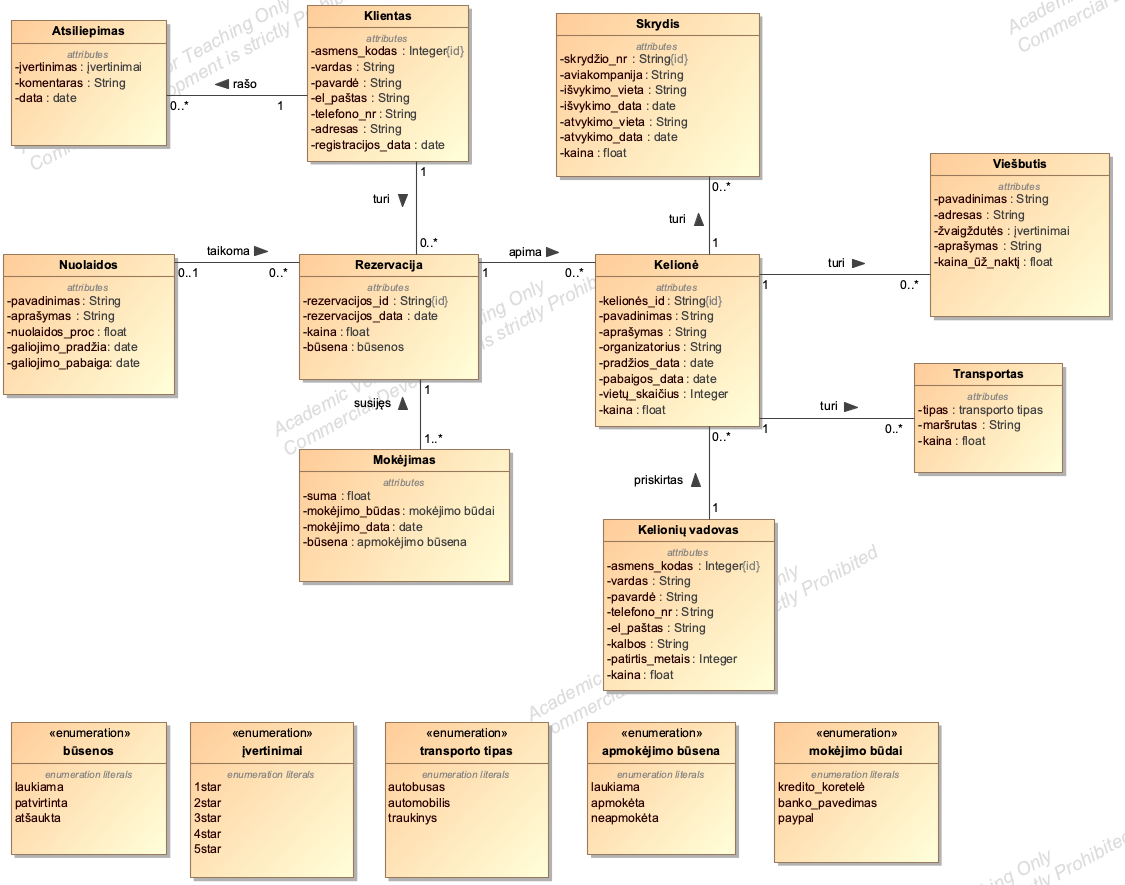 Atsiliepimas
attributes
-įvertinimas : įvertinimai
-komentaras : String
-data : date
rašo
0..*
1
Klientas
attributes
-asmens_kodas : Integer{id}
-vardas : String
-pavardė : String
-el_paštas : String
-telefono_nr : String
-adresas : String
-registracijos_data : date
1
turi
0..*
Skrydis
attributes
-skrydžio_nr : String{id}
-aviakompanija : String
-išvykimo_vieta : String
-išvykimo_data : date
-atvykimo_vieta : String
-atvykimo_data : date
-kaina : float
0..*
turi
1
Viešbutis
attributes
-pavadinimas : String
-adresas : String
-žvaigždutės : įvertinimai
-aprašymas : String
-kaina_ūž_naktį : float
Nuolaidos
attributes
-pavadinimas : String
-aprašymas : String
-nuolaidos_proc : float
-galiojimo_pradžia: date
-galiojimo_pabaiga: date
taikoma
0..1
0..*
Rezervacija
attributes
-rezervacijos_id : String{id}
-rezervacijos_data : date
-kaina : float
-būsena : būsenos
apima
1
0..*
Kelionė
attributes
-kelionės_id : String{id}
-pavadinimas : String
-aprašymas : String
-organizatorius : String
-pradžios_data : date
-pabaigos_data : date
-vietų_skaičius : Integer
-kaina : float
turi
1
0..*
Transportas
attributes
-tipas : transporto tipas
-maršrutas : String
-kaina : float
turi
1
0..*
1
susijęs
1..*
Mokėjimas
attributes
-suma : float
-mokėjimo_būdas : mokėjimo būdai
-mokėjimo_data : date
-būsena : apmokėjimo būsena
0..*
priskirtas
1
Kelionių vadovas
attributes
-asmens_kodas : Integer{id}
-vardas : String
-pavardė : String
-telefono_nr : String
-el_paštas : String
-kalbos : String
-patirtis_metais : Integer
-kaina : float
«enumeration»
būsenos
enumeration literals
laukiama
patvirtinta
atšaukta
«enumeration»
įvertinimai
enumeration literals
1star
2star
3star
4star
5star
«enumeration»
transporto tipas
enumeration literals
autobusas
automobilis
traukinys
«enumeration»
apmokėjimo būsena
enumeration literals
laukiama
apmokėta
neapmokėta
«enumeration»
mokėjimo būdai
enumeration literals
kredito_koretelė
banko_pavedimas
paypal